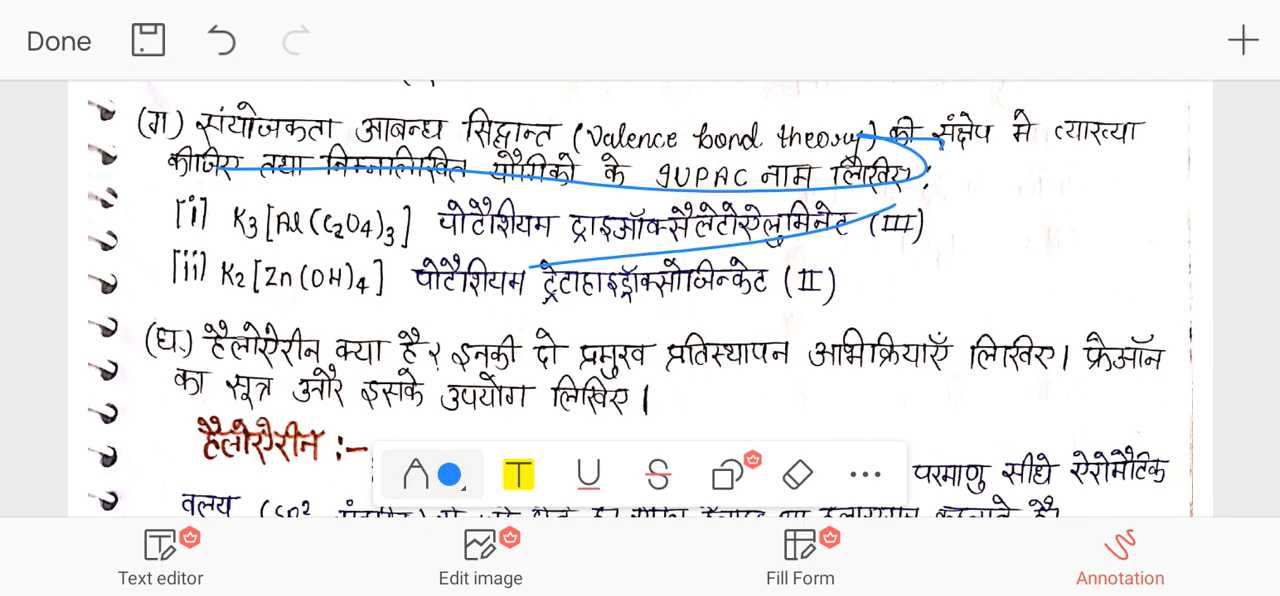 Done
(ग) संयोजकता आबन्ध सिद्धान्त (Valence bond theory) की संक्षेप मे व्याख्या
कीजिए तथा निम्नलिखित यौगिको के IUPAC नाम लिखिए:
[i] K3[Al(C2O4)3] पोटैशियम ट्राइऑक्सैलेटोऐलुमिनेट (III)
[ii] K2[Zn(OH)4] पोटैशियम ट्रेटाहाइड्रॉक्सोजिन्केट (II)
(घ.) हैलोऐरीन क्या है? इनकी दो प्रमुख प्रतिस्थापन अभिक्रियाएँ लिखिए। फ्रेऑन
का सूत्र और इसके उपयोग लिखिए।
हैलोऐरीन :-
परमाणु सीधे ऐरोमैटिक
वलय
Text editor
Edit image
Fill Form
Annotation